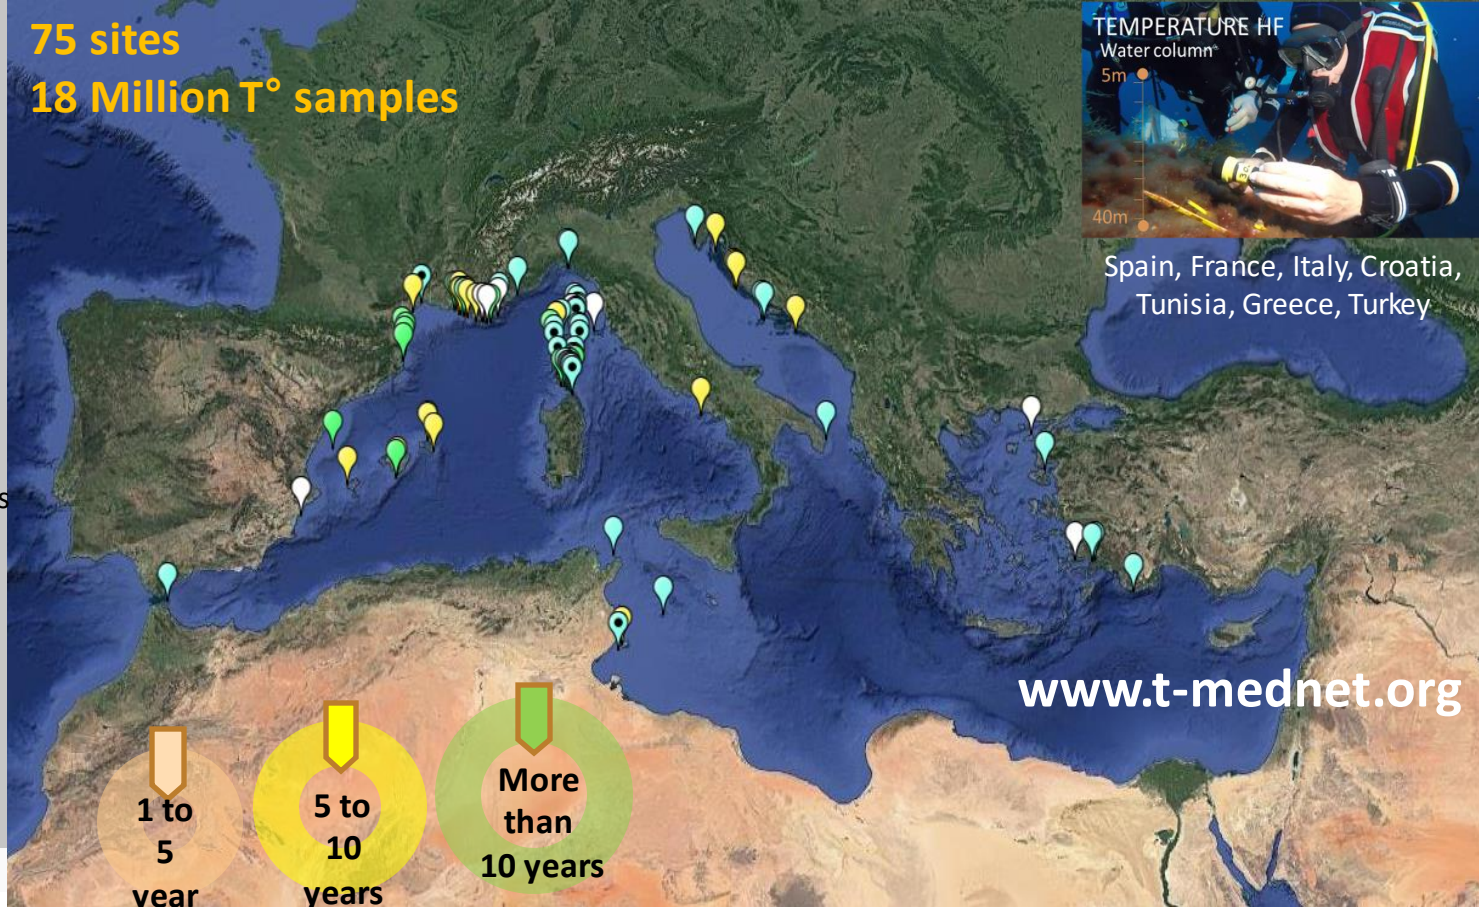 75 sites
18 Million T° samples
TEMPERATURE HF
Water column
5m
40m
Spain, France, Italy, Croatia,
Tunisia, Greece, Turkey
s
www.t-mednet.org
1 to
5
year
5 to
10
years
More
than
10 years